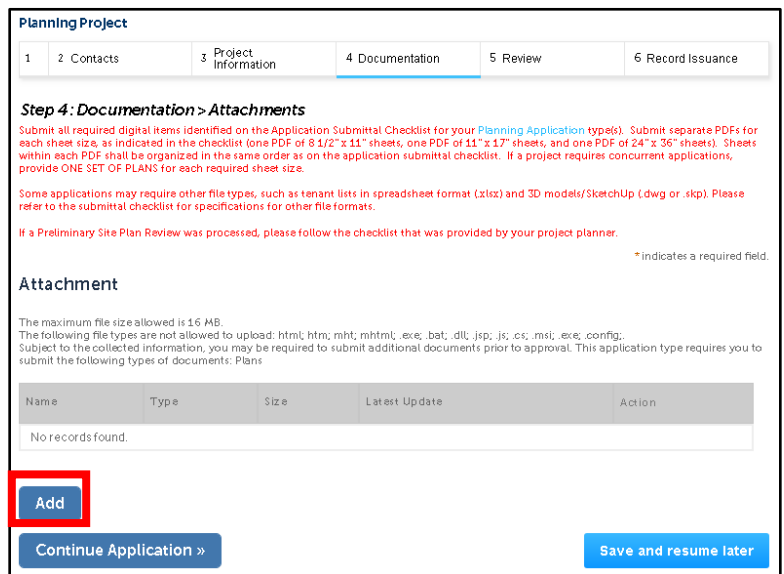 Planning Project
1 2 Contacts 3 Project Information 4 Documentation 5 Review 6 Record Issuance
Step 4: Documentation > Attachments
Submit all required digital items identified on the Application Submittal Checklist for your Planning Application type(s). Submit separate PDFs for
each sheet size, as indicated in the checklist (one PDF of 8 1/2" x 11" sheets, one PDF of 11" x 17" sheets, and one PDF of 24" x 36" sheets). Sheets
within each PDF shall be organized in the same order as on the application submittal checklist. If a project requires concurrent applications,
provide ONE SET OF PLANS for each required sheet size.
Some applications may require other file types, such as tenant lists in spreadsheet format (.xlsx) and 3D models/SketchUp (.dwg or .skp). Please
refer to the submittal checklist for specifications for other file formats.
If a Preliminary Site Plan Review was processed, please follow the checklist that was provided by your project planner.
* indicates a required field.
Attachment
The maximum file size allowed is 16 MB.
The following file types are not allowed to upload: html; htm; mht; mhtml; .exe; .bat; .dll; .jsp; .js; .cs; .msi; .exe; .config;.
Subject to the collected information, you may be required to submit additional documents prior to approval. This application type requires you to
submit the following types of documents: Plans
Name Type Size Latest Update Action
No records found.
Add
Continue Application » Save and resume later